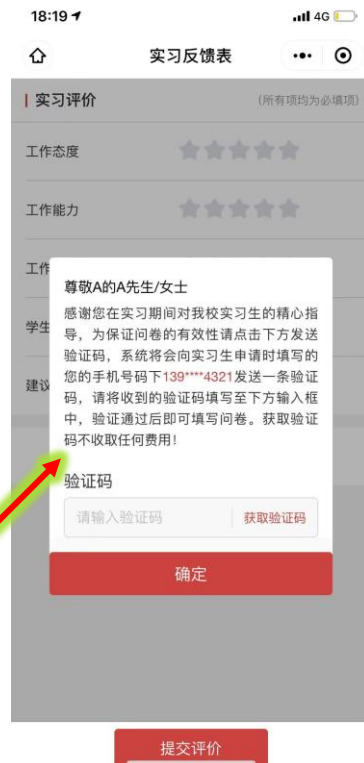 18:19
4G
实习反馈表
实习评价
(所有项均为必填项)
工作态度
工作能力
工作
学生
建议
尊敬A的A先生/女士
感谢您在实习期间对我校实习生的精心指
导，为保证问卷的有效性请点击下方发送
验证码，系统将会向实习生申请时填写的
您的手机号码下139****4321发送一条验证
码，请将收到的验证码填写至下方输入框
中，验证通过后即可填写问卷。获取验证
码不收取任何费用！
验证码
请输入验证码
获取验证码
确定
提交评价